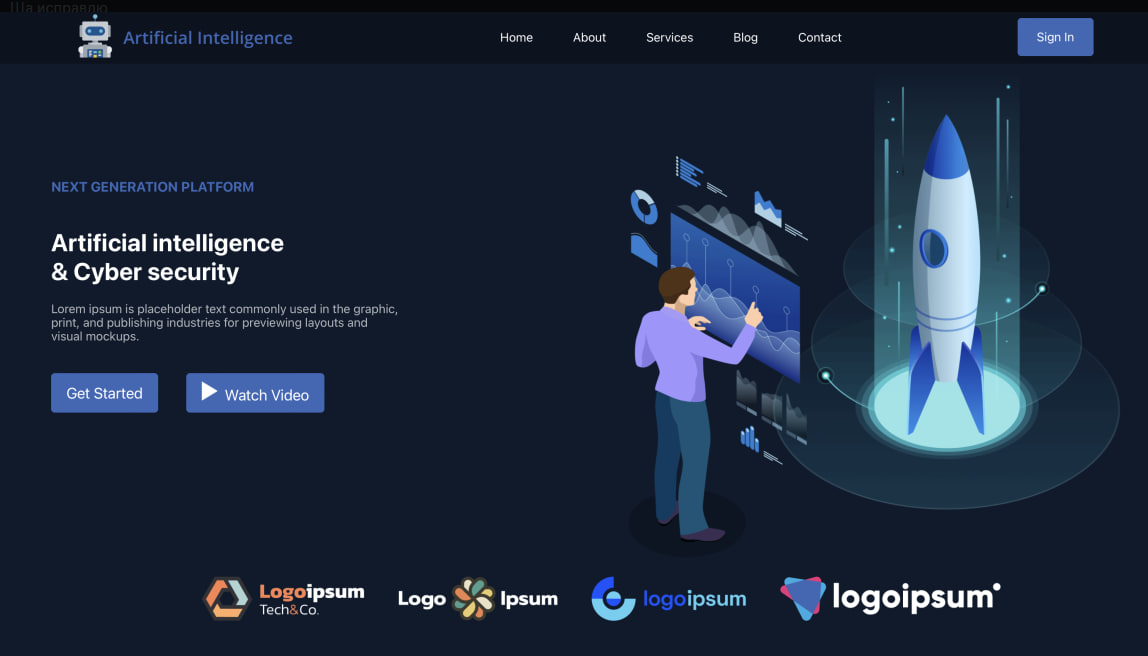 Ща исправлю
Artificial Intelligence
Home
About
Services
Blog
Contact
Sign In
NEXT GENERATION PLATFORM
Artificial intelligence
& Cyber security
Lorem ipsum is placeholder text commonly used in the graphic,
print, and publishing industries for previewing layouts and
visual mockups.
Get Started
Watch Video
Logoipsum
Tech&Co.
Logo Ipsum
logoipsum
logoipsum